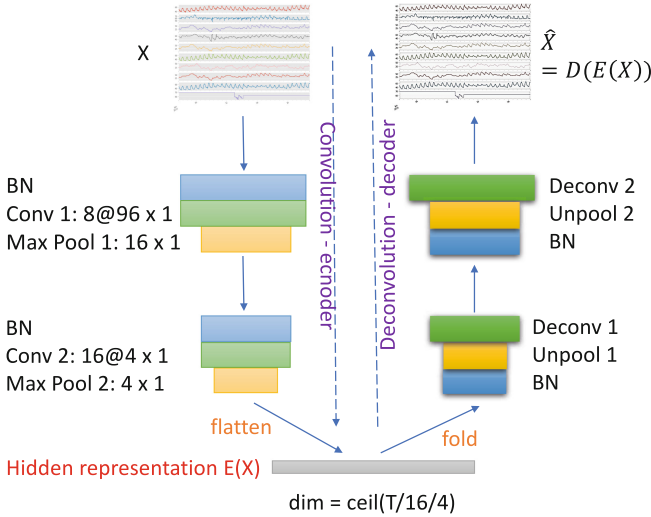 X
X̂
= D(E(X))
Convolution - ecnoder
Deconvolution - decoder
BN
Conv 1: 8@96 x 1
Max Pool 1: 16 x 1
Deconv 2
Unpool 2
BN
BN
Conv 2: 16@4 x 1
Max Pool 2: 4 x 1
Deconv 1
Unpool 1
BN
flatten
fold
Hidden representation E(X)
dim = ceil(T/16/4)